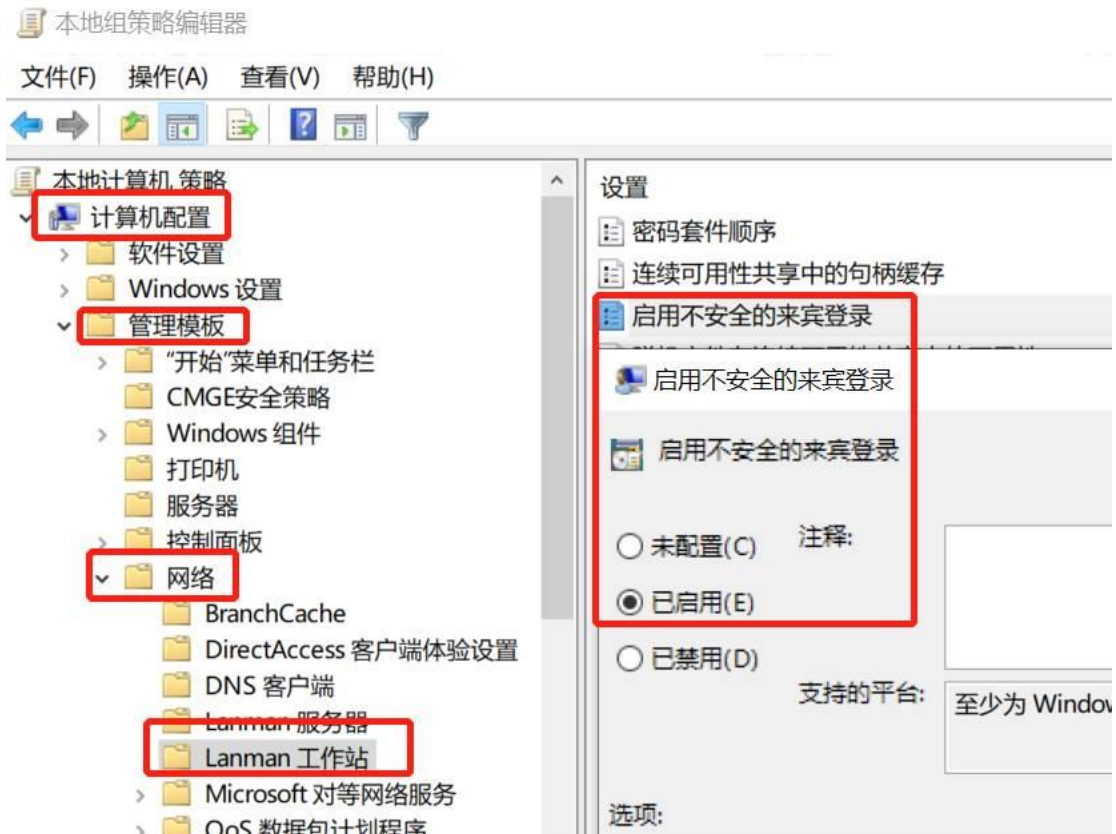 本地组策略编辑器
文件(F) 操作(A) 查看(V) 帮助(H)
本地计算机 策略
计算机配置
软件设置
Windows 设置
管理模板
“开始”菜单和任务栏
CMGE安全策略
Windows 组件
打印机
服务器
控制面板
网络
BranchCache
DirectAccess 客户端体验设置
DNS 客户端
Lanman 服务器
Lanman 工作站
Microsoft 对等网络服务
QoS 数据包计划程序
设置
密码套件顺序
连续可用性共享中的句柄缓存
启用不安全的来宾登录
启用不安全的来宾登录
启用不安全的来宾登录
未配置(C) 注释:
已启用(E)
已禁用(D)
支持的平台: 至少为 Window
选项: